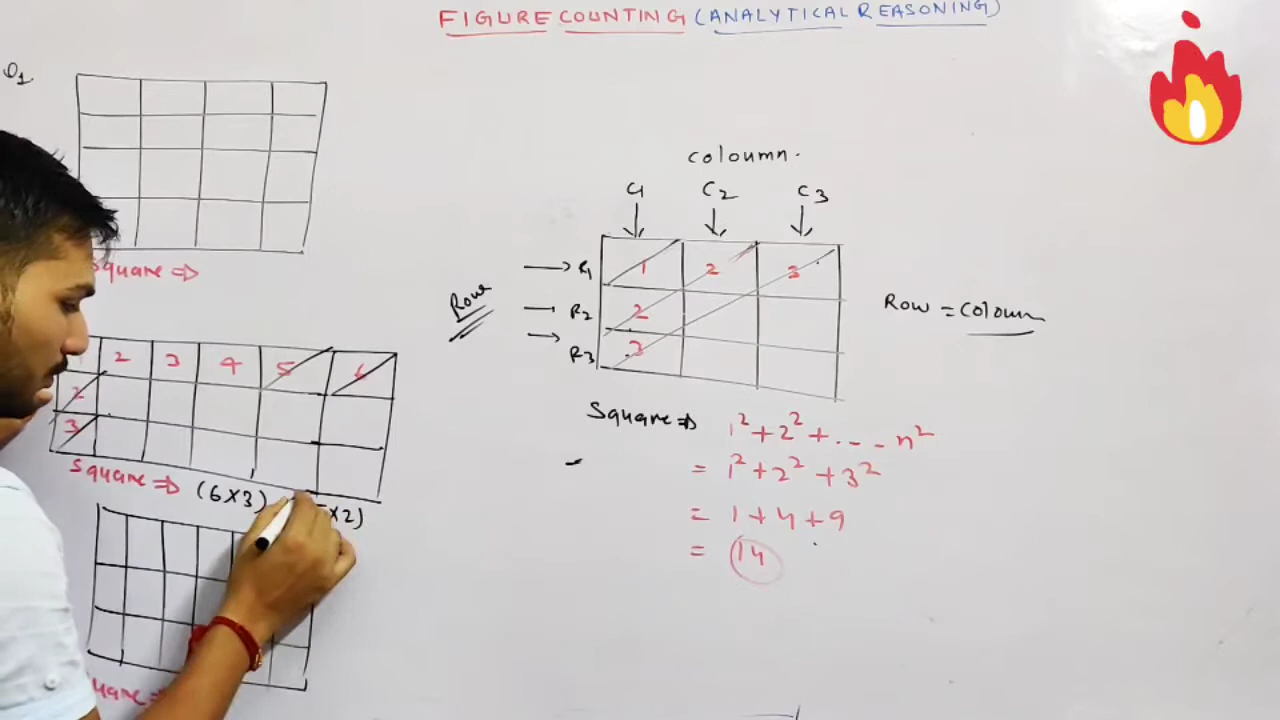 FIGURE COUNTING (ANALYTICAL REASONING)
Q1
Square ⇒
2 3 4 5 6
2
3
Square ⇒ (6×3) ×2)
coloumn.
C1 C2 C3
R1 1 2 3
Row
R2 2
R3 3
Row = Coloum
Square ⇒ 1² + 2² + --- n²
= 1² + 2² + 3²
= 1 + 4 + 9
= 14